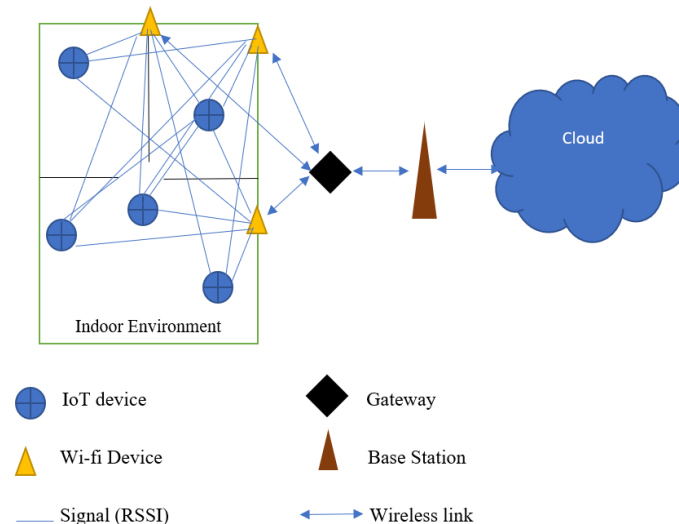 Cloud
Indoor Environment
IoT device
Gateway
Wi-fi Device
Base Station
Signal (RSSI)
Wireless link